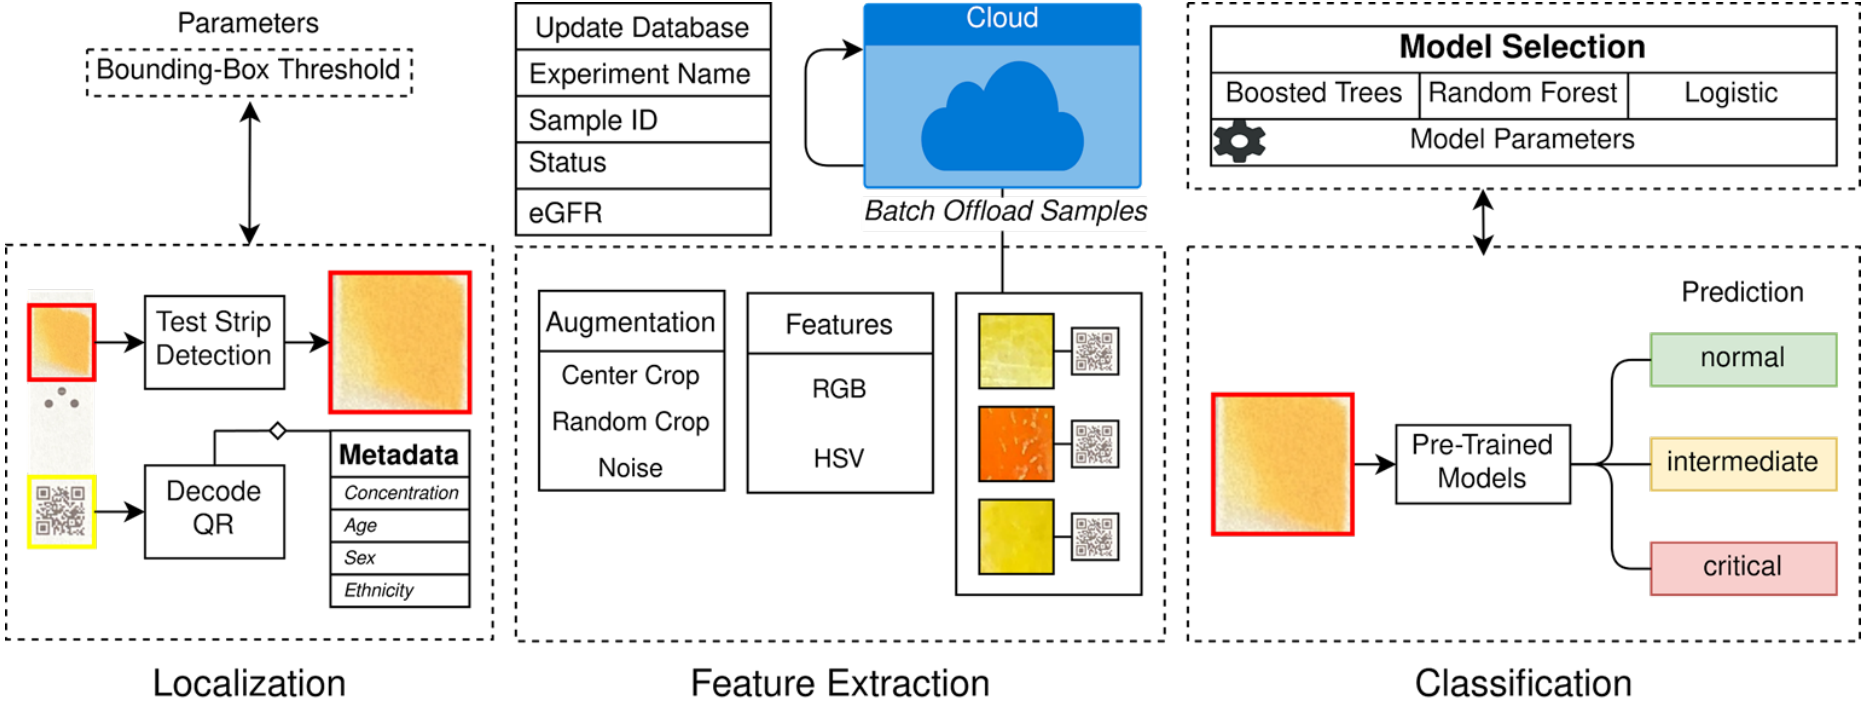 Parameters
Bounding-Box Threshold
Test Strip
Detection
Decode
QR
Metadata
Concentration
Age
Sex
Ethnicity
Localization
Update Database
Experiment Name
Sample ID
Status
eGFR
Cloud
Batch Offload Samples
Augmentation
Center Crop
Random Crop
Noise
Features
RGB
HSV
Feature Extraction
Model Selection
Boosted Trees
Random Forest
Logistic
Model Parameters
Prediction
Pre-Trained
Models
normal
intermediate
critical
Classification